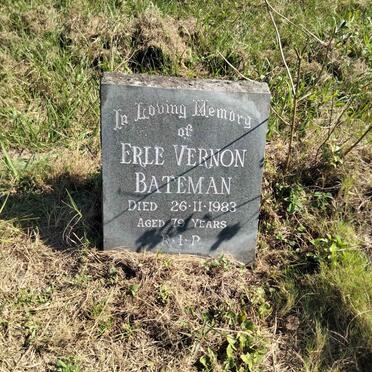 In Loving Memory
of
ERLE VERNON
BATEMAN
DIED 26·11·1983
AGED 79 YEARS
R·I·P